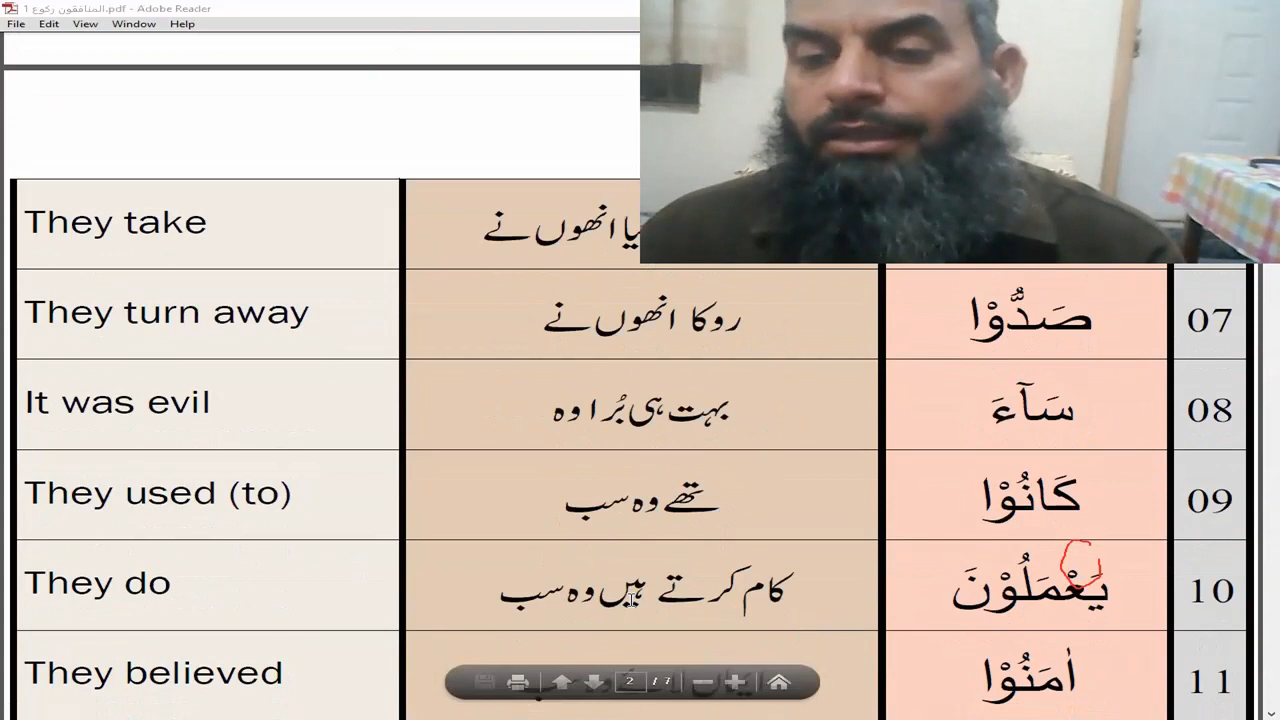 المنافقون رکوع 1.pdf - Adobe Reader
File Edit View Window Help
They take انھوں نے
They turn away روکا انھوں نے صَدُّوْا 07
It was evil بہت ہی بُرا وہ سَآءَ 08
They used (to) تھے وہ سب كَانُوْا 09
They do کام کرتے ہیں وہ سب يَعْمَلُوْنَ 10
They believed اٰمَنُوْا 11
2 / 7